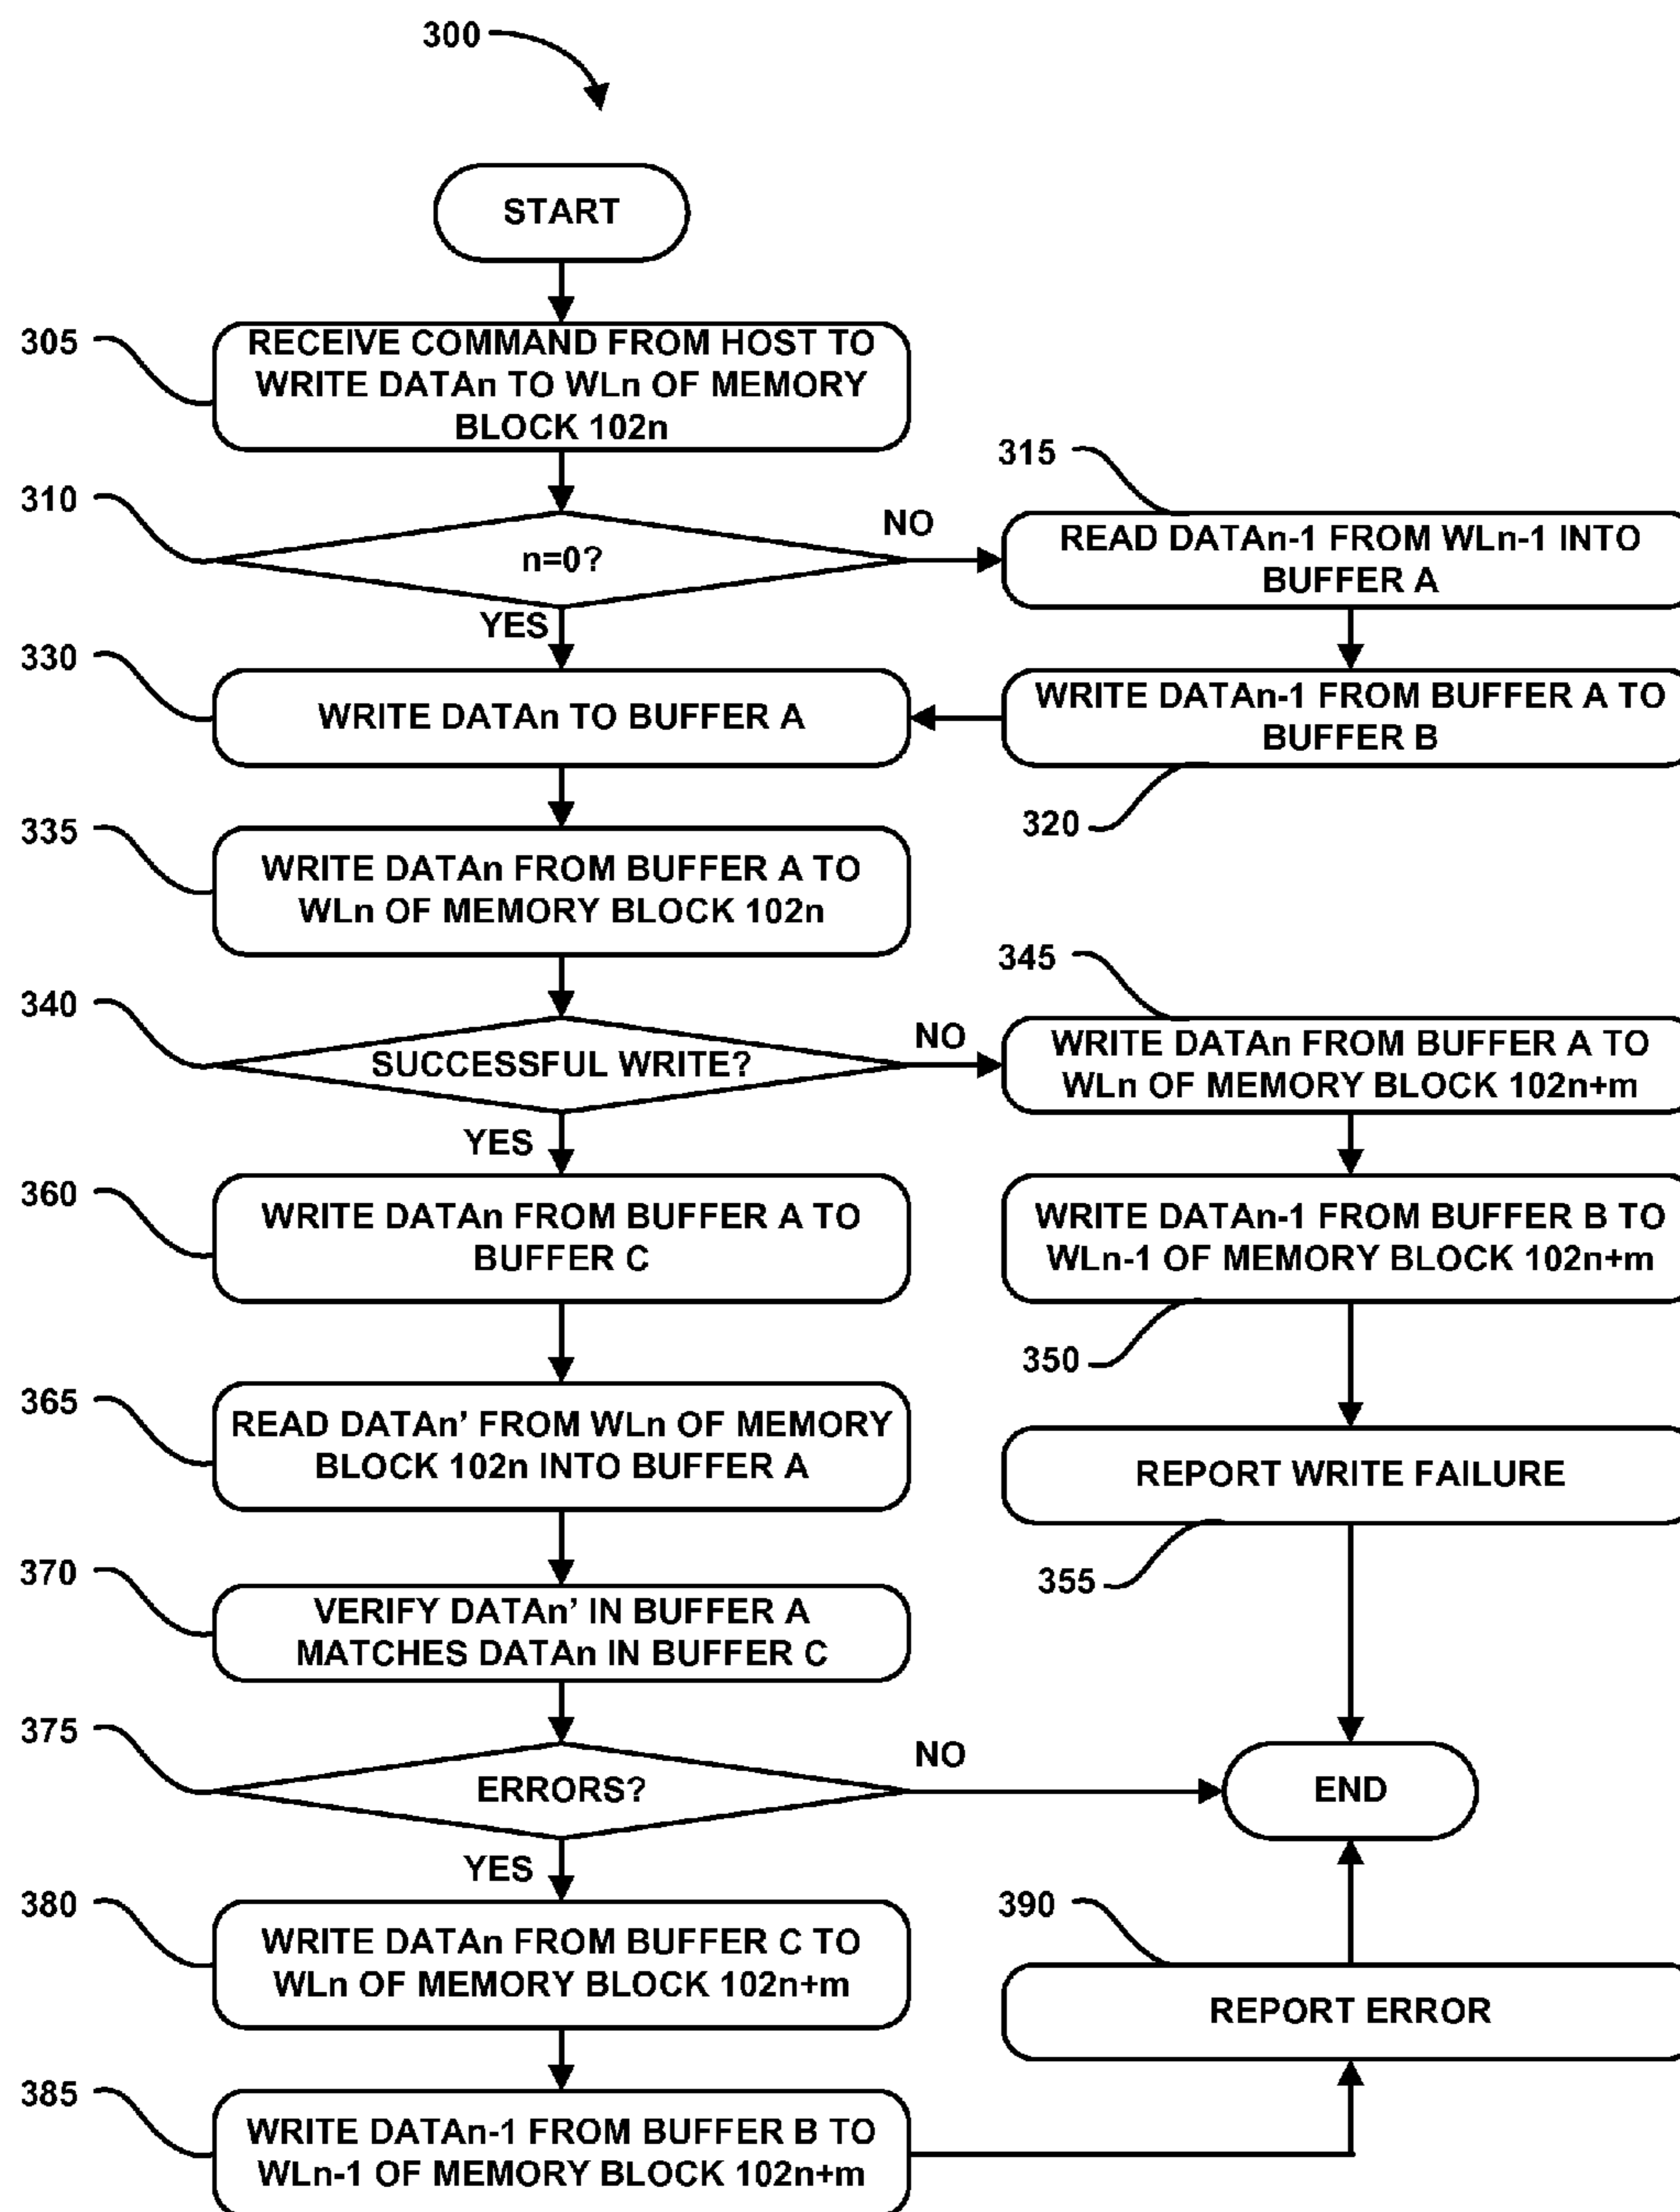 300
START
305
RECEIVE COMMAND FROM HOST TO
WRITE DATAn TO WLn OF MEMORY
BLOCK 102n
310
n=0?
NO
YES
315
READ DATAn-1 FROM WLn-1 INTO
BUFFER A
WRITE DATAn-1 FROM BUFFER A TO
BUFFER B
320
330
WRITE DATAn TO BUFFER A
335
WRITE DATAn FROM BUFFER A TO
WLn OF MEMORY BLOCK 102n
340
SUCCESSFUL WRITE?
NO
YES
345
WRITE DATAn FROM BUFFER A TO
WLn OF MEMORY BLOCK 102n+m
WRITE DATAn-1 FROM BUFFER B TO
WLn-1 OF MEMORY BLOCK 102n+m
350
REPORT WRITE FAILURE
355
360
WRITE DATAn FROM BUFFER A TO
BUFFER C
365
READ DATAn’ FROM WLn OF MEMORY
BLOCK 102n INTO BUFFER A
370
VERIFY DATAn’ IN BUFFER A
MATCHES DATAn IN BUFFER C
375
ERRORS?
NO
END
YES
380
WRITE DATAn FROM BUFFER C TO
WLn OF MEMORY BLOCK 102n+m
385
WRITE DATAn-1 FROM BUFFER B TO
WLn-1 OF MEMORY BLOCK 102n+m
390
REPORT ERROR